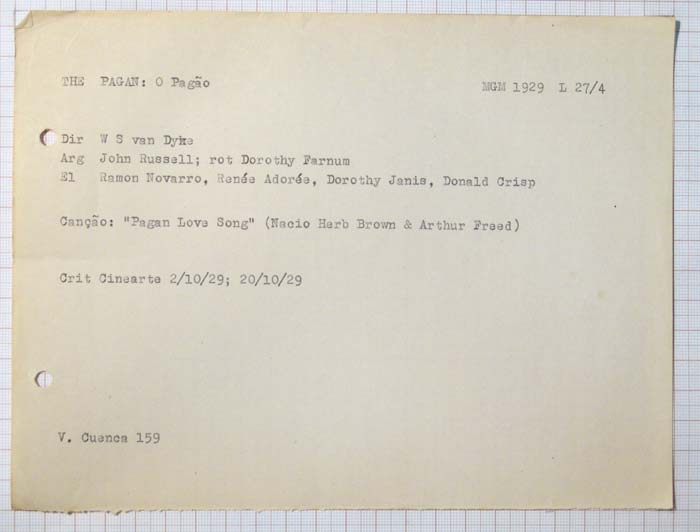 THE PAGAN: O Pagão MGM 1929 L 27/4
Dir W S van Dyke
Arg John Russell; rot Dorothy Farnum
El Ramon Novarro, Renée Adorée, Dorothy Janis, Donald Crisp
Canção: "Pagan Love Song" (Nacio Herb Brown & Arthur Freed)
Crit Cinearte 2/10/29; 20/10/29
V. Cuenca 159